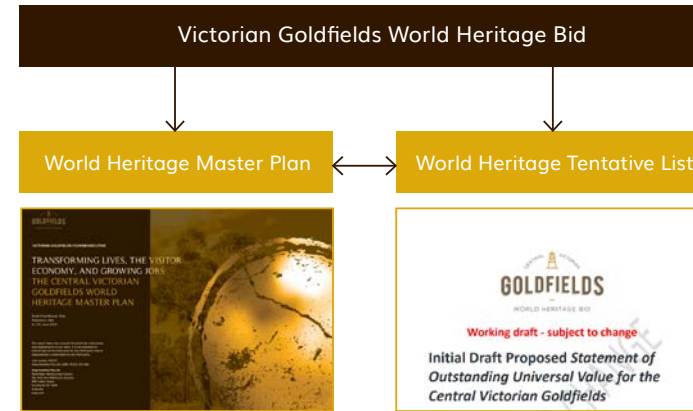 Victorian Goldfields World Heritage Bid
World Heritage Master Plan
World Heritage Tentative List
GOLDFIELDS
TRANSFORMING LIVES, THE VISITOR
ECONOMY, AND GROWING JOBS
THE CENTRAL VICTORIAN
GOLDFIELDS WORLD
HERITAGE MASTER PLAN
CENTRAL VICTORIAN
GOLDFIELDS
WORLD HERITAGE BID
Working draft - subject to change
Initial Draft Proposed Statement of
Outstanding Universal Value for the
Central Victorian Goldfields